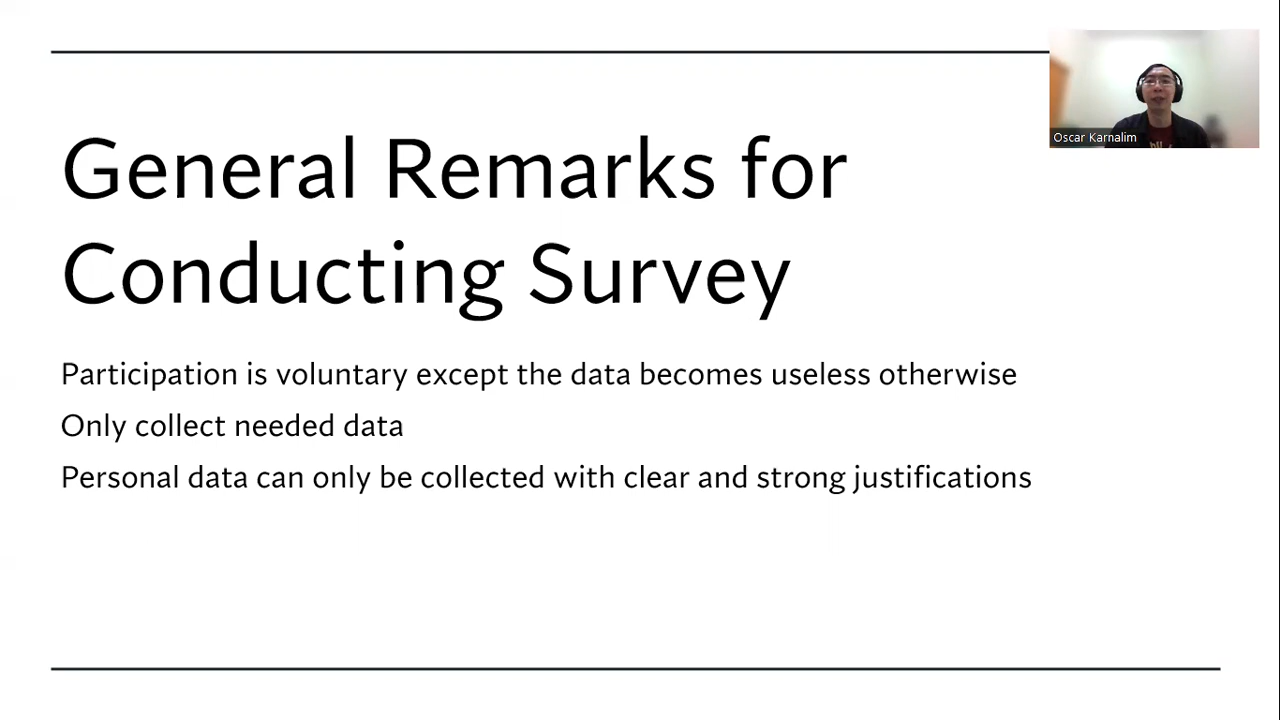 General Remarks for
Conducting Survey
Participation is voluntary except the data becomes useless otherwise
Only collect needed data
Personal data can only be collected with clear and strong justifications
Oscar Karnalim